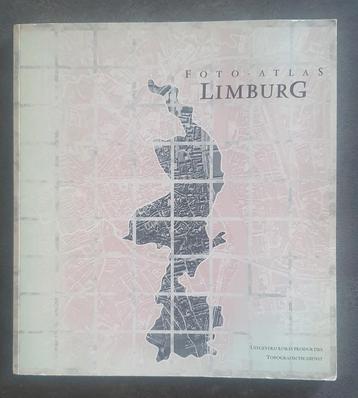 FOTO-ATLAS
LIMBURG
UITGEVERIJ ROBAS PRODUKTIES
TOPOGRAFISCHE DIENST